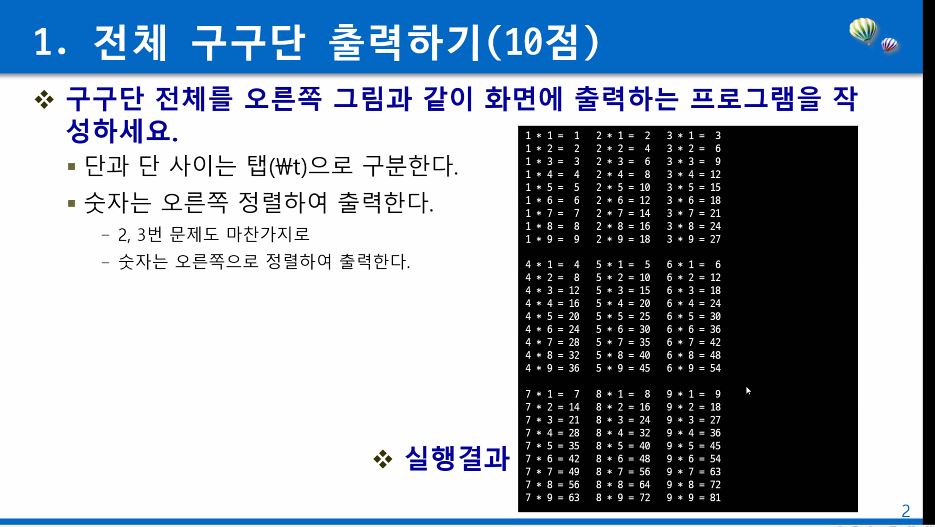 1. 전체 구구단 출력하기(10점)
❖ 구구단 전체를 오른쪽 그림과 같이 화면에 출력하는 프로그램을 작
성하세요.
▪ 단과 단 사이는 탭(₩t)으로 구분한다.
▪ 숫자는 오른쪽 정렬하여 출력한다.
– 2, 3번 문제도 마찬가지로
– 숫자는 오른쪽으로 정렬하여 출력한다.
❖ 실행결과
1 * 1 =  1   2 * 1 =  2   3 * 1 =  3
1 * 2 =  2   2 * 2 =  4   3 * 2 =  6
1 * 3 =  3   2 * 3 =  6   3 * 3 =  9
1 * 4 =  4   2 * 4 =  8   3 * 4 = 12
1 * 5 =  5   2 * 5 = 10   3 * 5 = 15
1 * 6 =  6   2 * 6 = 12   3 * 6 = 18
1 * 7 =  7   2 * 7 = 14   3 * 7 = 21
1 * 8 =  8   2 * 8 = 16   3 * 8 = 24
1 * 9 =  9   2 * 9 = 18   3 * 9 = 27
4 * 1 =  4   5 * 1 =  5   6 * 1 =  6
4 * 2 =  8   5 * 2 = 10   6 * 2 = 12
4 * 3 = 12   5 * 3 = 15   6 * 3 = 18
4 * 4 = 16   5 * 4 = 20   6 * 4 = 24
4 * 5 = 20   5 * 5 = 25   6 * 5 = 30
4 * 6 = 24   5 * 6 = 30   6 * 6 = 36
4 * 7 = 28   5 * 7 = 35   6 * 7 = 42
4 * 8 = 32   5 * 8 = 40   6 * 8 = 48
4 * 9 = 36   5 * 9 = 45   6 * 9 = 54
7 * 1 =  7   8 * 1 =  8   9 * 1 =  9
7 * 2 = 14   8 * 2 = 16   9 * 2 = 18
7 * 3 = 21   8 * 3 = 24   9 * 3 = 27
7 * 4 = 28   8 * 4 = 32   9 * 4 = 36
7 * 5 = 35   8 * 5 = 40   9 * 5 = 45
7 * 6 = 42   8 * 6 = 48   9 * 6 = 54
7 * 7 = 49   8 * 7 = 56   9 * 7 = 63
7 * 8 = 56   8 * 8 = 64   9 * 8 = 72
7 * 9 = 63   8 * 9 = 72   9 * 9 = 81
2